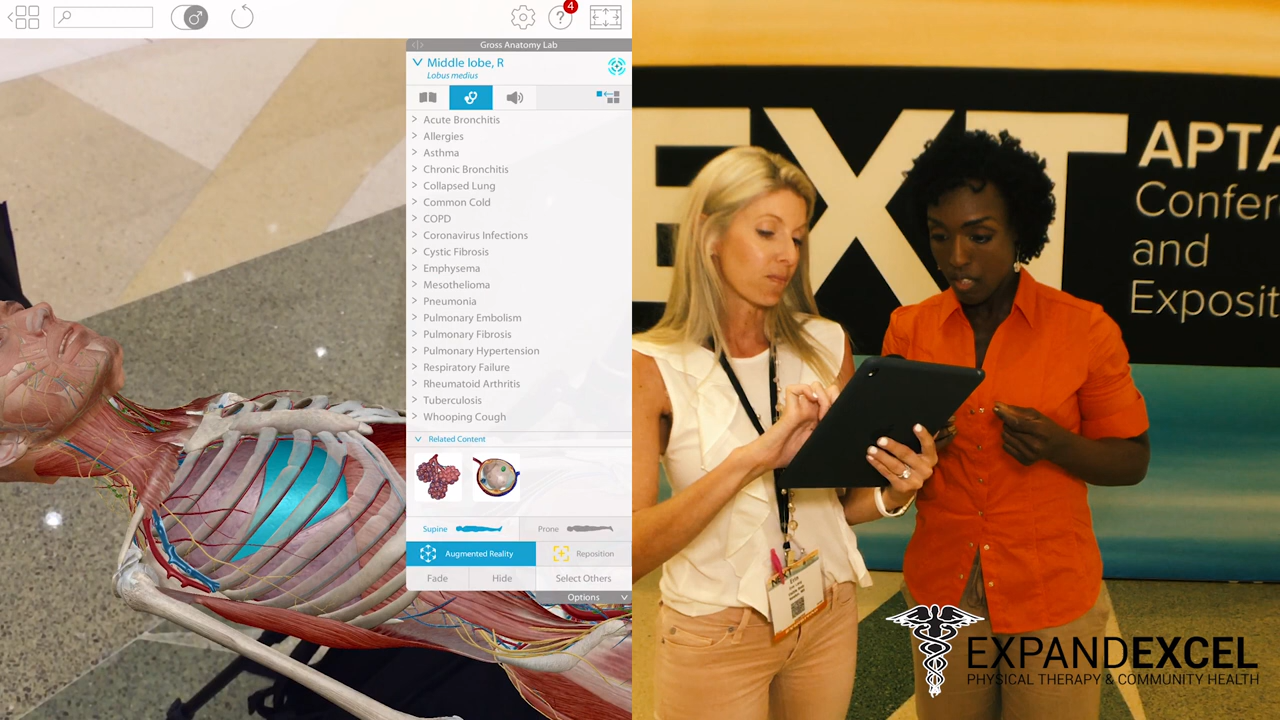 4
Gross Anatomy Lab
Middle lobe, R
Lobus medius
> Acute Bronchitis
> Allergies
> Asthma
> Chronic Bronchitis
> Collapsed Lung
> Common Cold
> COPD
> Coronavirus Infections
> Cystic Fibrosis
> Emphysema
> Mesothelioma
> Pneumonia
> Pulmonary Embolism
> Pulmonary Fibrosis
> Pulmonary Hypertension
> Respiratory Failure
> Rheumatoid Arthritis
> Tuberculosis
> Whooping Cough
Related Content
Supine
Prone
Augmented Reality
Reposition
Fade
Hide
Select Others
Options
EXT
APTA
Confer
and
Exposit
EXPANDEXCEL
PHYSICAL THERAPY & COMMUNITY HEALTH